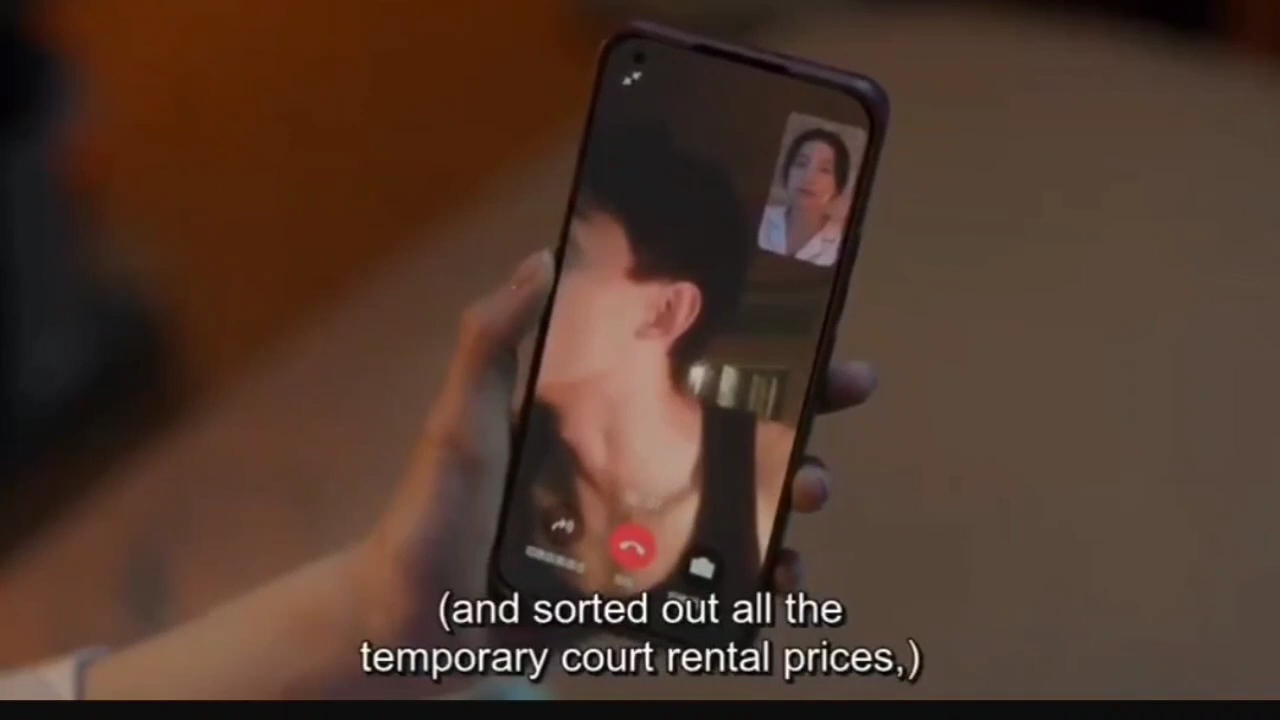 (and sorted out all the
temporary court rental prices,)